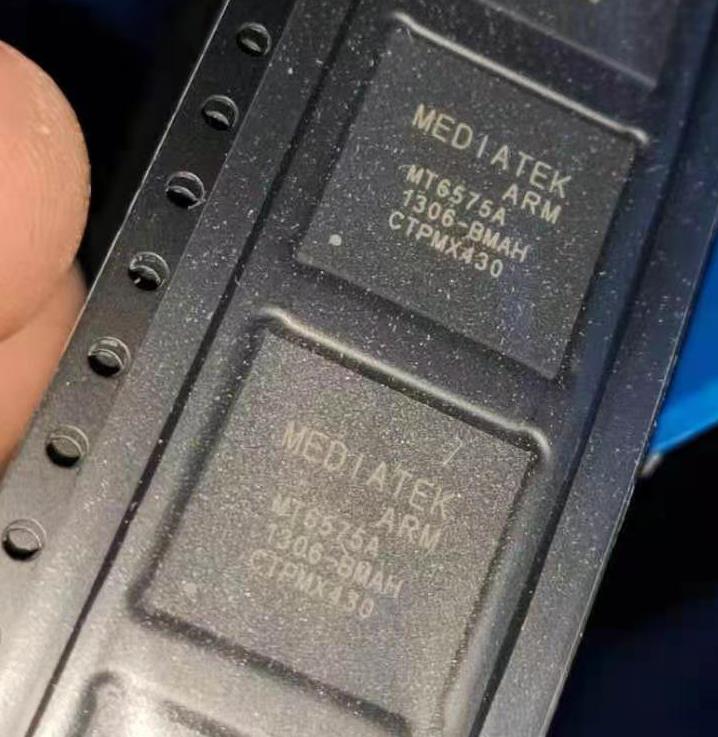 MEDIATEK
ARM
MT6575A
1306-BMAH
CTPMX430
MEDIATEK
ARM
MT6575A
1306-BMAH
CTPMX430